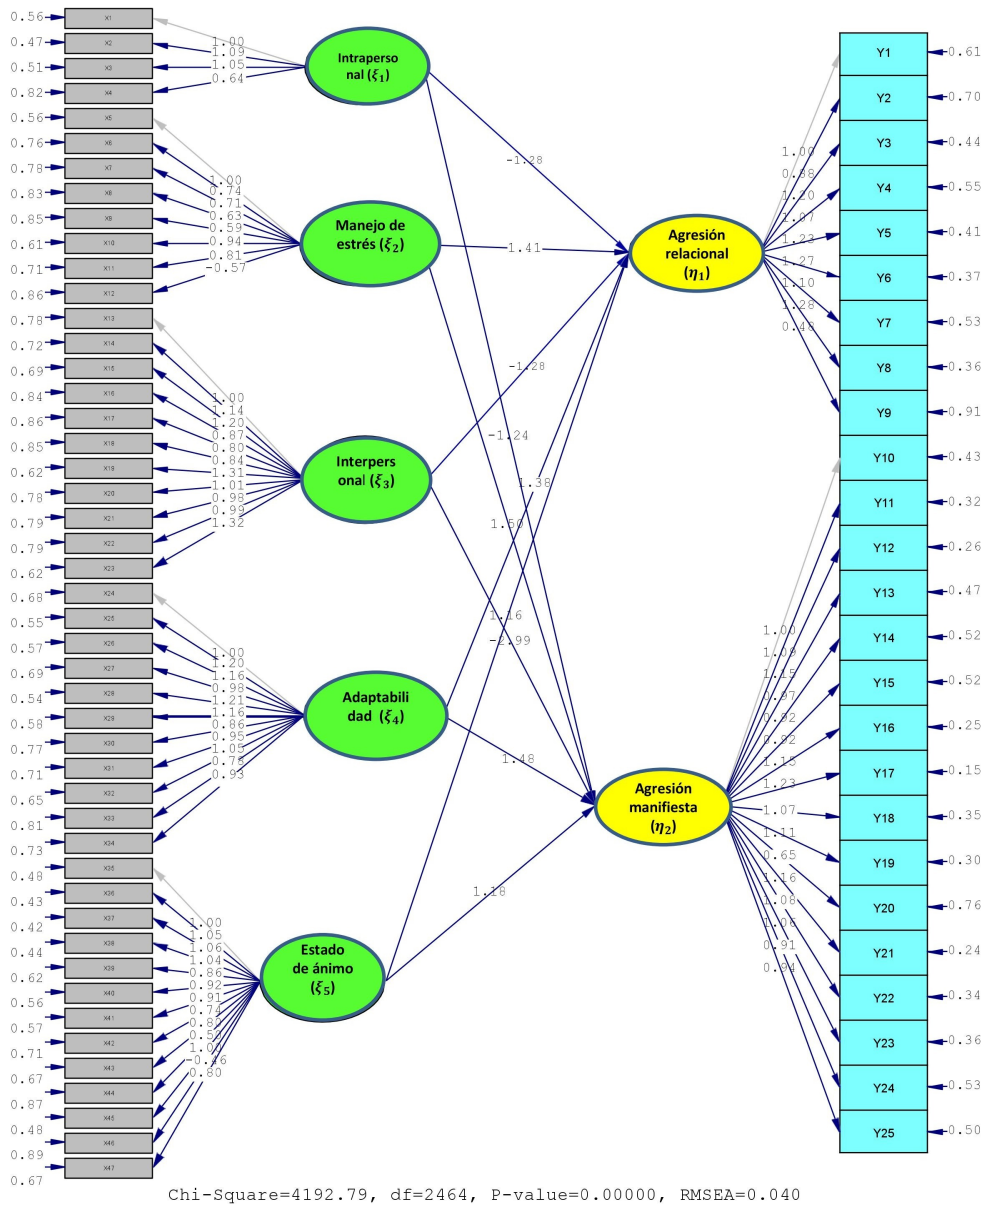 0.56 X1
0.47 X2
0.51 X3
0.82 X4
0.56 X5
0.76 X6
0.78 X7
0.83 X8
0.85 X9
0.61 X10
0.71 X11
0.86 X12
0.78 X13
0.72 X14
0.69 X15
0.84 X16
0.86 X17
0.85 X18
0.62 X19
0.78 X20
0.79 X21
0.79 X22
0.62 X23
0.68 X24
0.55 X25
0.57 X26
0.69 X27
0.54 X28
0.58 X29
0.77 X30
0.71 X31
0.65 X32
0.81 X33
0.73 X34
0.48 X35
0.43 X36
0.42 X37
0.44 X38
0.62 X39
0.56 X40
0.57 X41
0.71 X42
0.67 X43
0.87 X44
0.48 X45
0.89 X46
0.67 X47
1.00
1.09
1.05
0.64
1.00
0.74
0.71
0.63
0.59
0.94
0.81
-0.57
1.00
1.14
1.20
0.87
0.80
0.84
1.31
1.01
0.98
0.99
1.32
1.00
1.20
1.16
0.98
1.21
1.16
0.86
0.95
1.05
0.93
1.00
1.05
1.06
1.04
0.86
0.92
0.91
0.74
-0.46
0.80
Intraperso
nal (ξ1)
Manejo de
estrés (ξ2)
Interpers
onal (ξ3)
Adaptabili
dad (ξ4)
Estado
de ánimo
(ξ5)
-1.28
1.41
-1.28
-1.24
1.38
1.50
1.16
-2.99
1.48
1.18
Agresión
relacional
(η1)
Agresión
manifiesta
(η2)
1.00
0.98
1.20
1.07
1.23
1.27
1.10
1.28
0.48
1.00
1.09
1.15
0.97
0.92
0.92
1.15
1.23
1.07
1.11
0.65
1.16
1.08
1.06
0.91
0.94
Y1 0.61
Y2 0.70
Y3 0.44
Y4 0.55
Y5 0.41
Y6 0.37
Y7 0.53
Y8 0.36
Y9 0.91
Y10 0.43
Y11 0.32
Y12 0.26
Y13 0.47
Y14 0.52
Y15 0.52
Y16 0.25
Y17 0.15
Y18 0.35
Y19 0.30
Y20 0.76
Y21 0.24
Y22 0.34
Y23 0.36
Y24 0.53
Y25 0.50
Chi-Square=4192.79, df=2464, P-value=0.00000, RMSEA=0.040